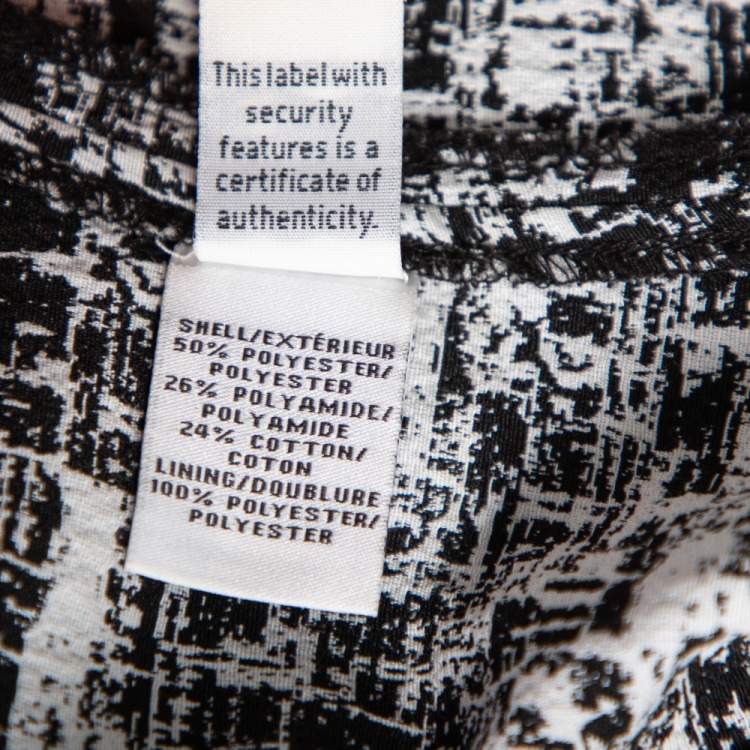 This label with
security
features is a
certificate of
authenticity.
SHELL/EXTÉRIEUR
50% POLYESTER/
POLYESTER
26% POLYAMIDE/
POLYAMIDE
24% COTTON/
COTON
LINING/DOUBLURE
100% POLYESTER/
POLYESTER